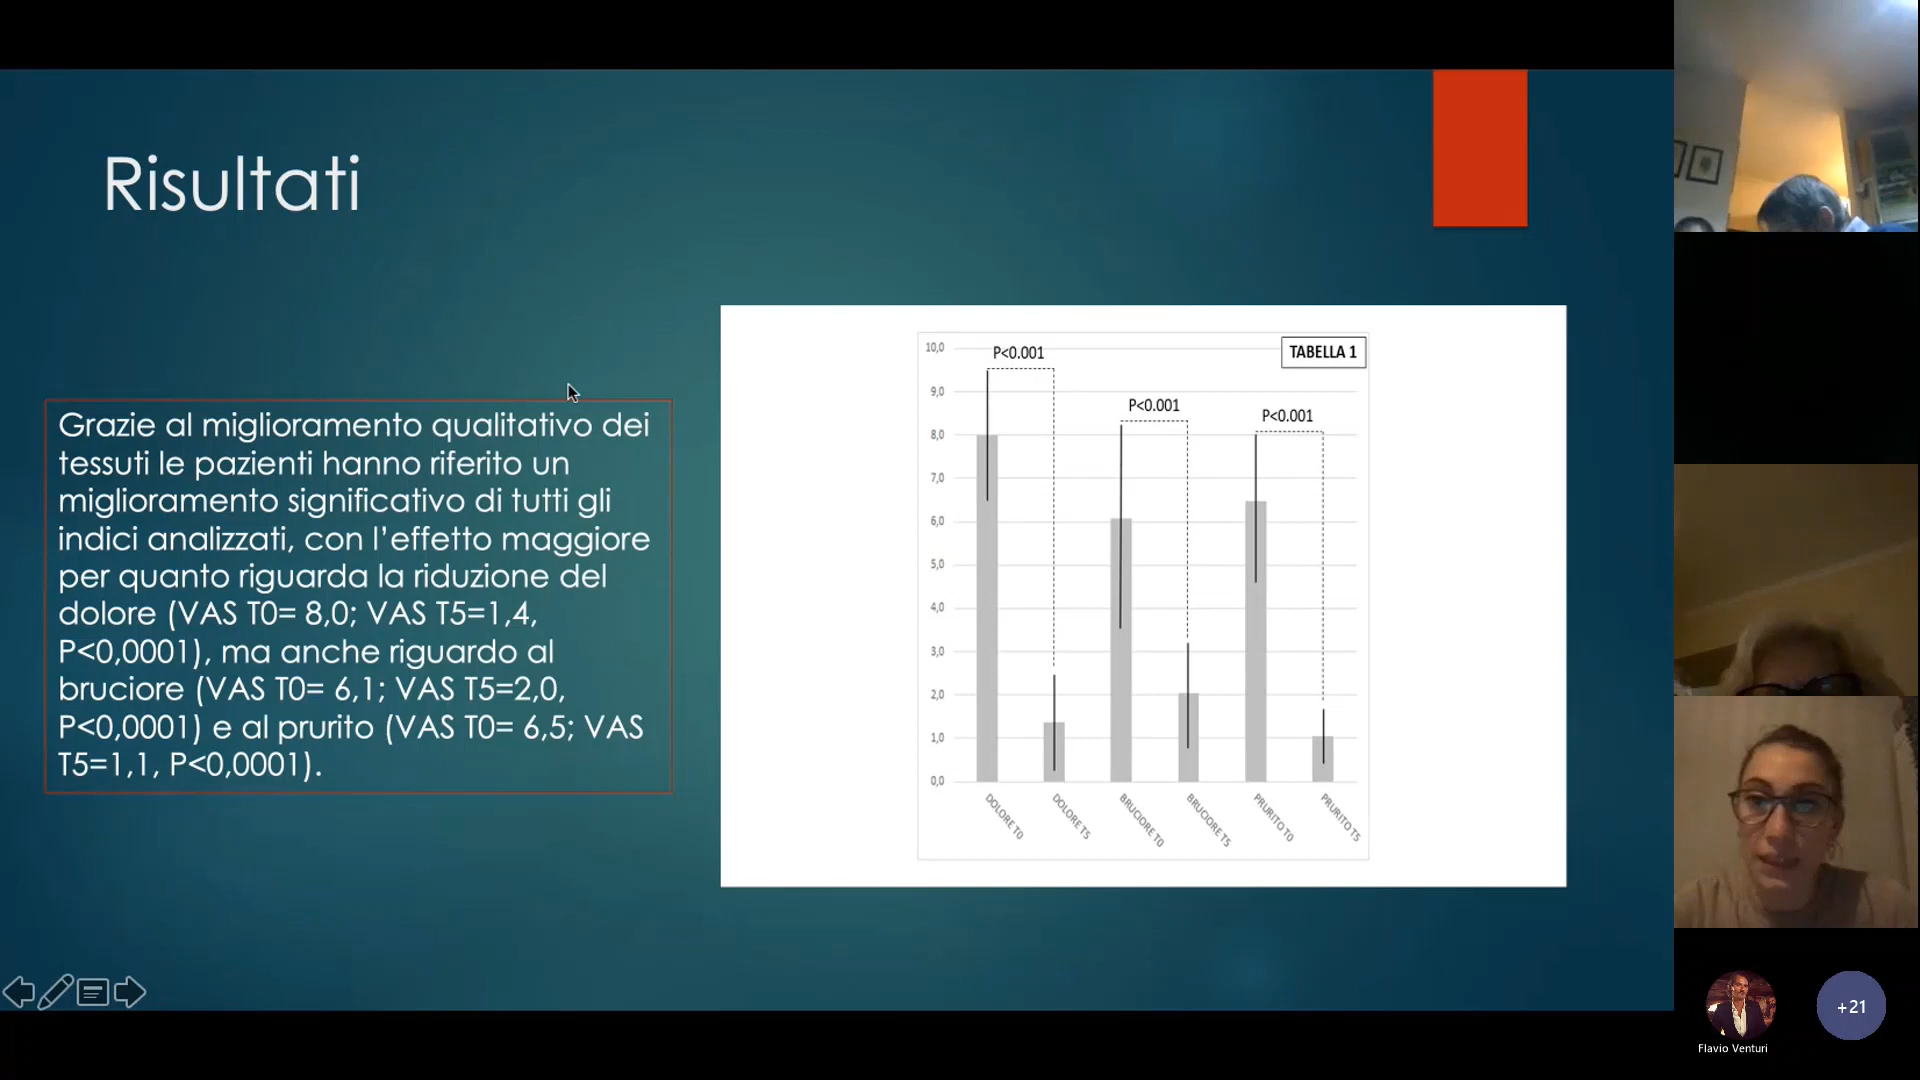 Risultati
Grazie al miglioramento qualitativo dei
tessuti le pazienti hanno riferito un
miglioramento significativo di tutti gli
indici analizzati, con l’effetto maggiore
per quanto riguarda la riduzione del
dolore (VAS T0= 8,0; VAS T5=1,4,
P<0,0001), ma anche riguardo al
bruciore (VAS T0= 6,1; VAS T5=2,0,
P<0,0001) e al prurito (VAS T0= 6,5; VAS
T5=1,1, P<0,0001).
TABELLA 1
P<0.001
P<0.001
P<0.001
10,0
9,0
8,0
7,0
6,0
5,0
4,0
3,0
2,0
1,0
0,0
DOLORE T0
DOLORE T5
BRUCIORE T0
BRUCIORE T5
PRURITO T0
PRURITO T5
+21
Flavio Venturi